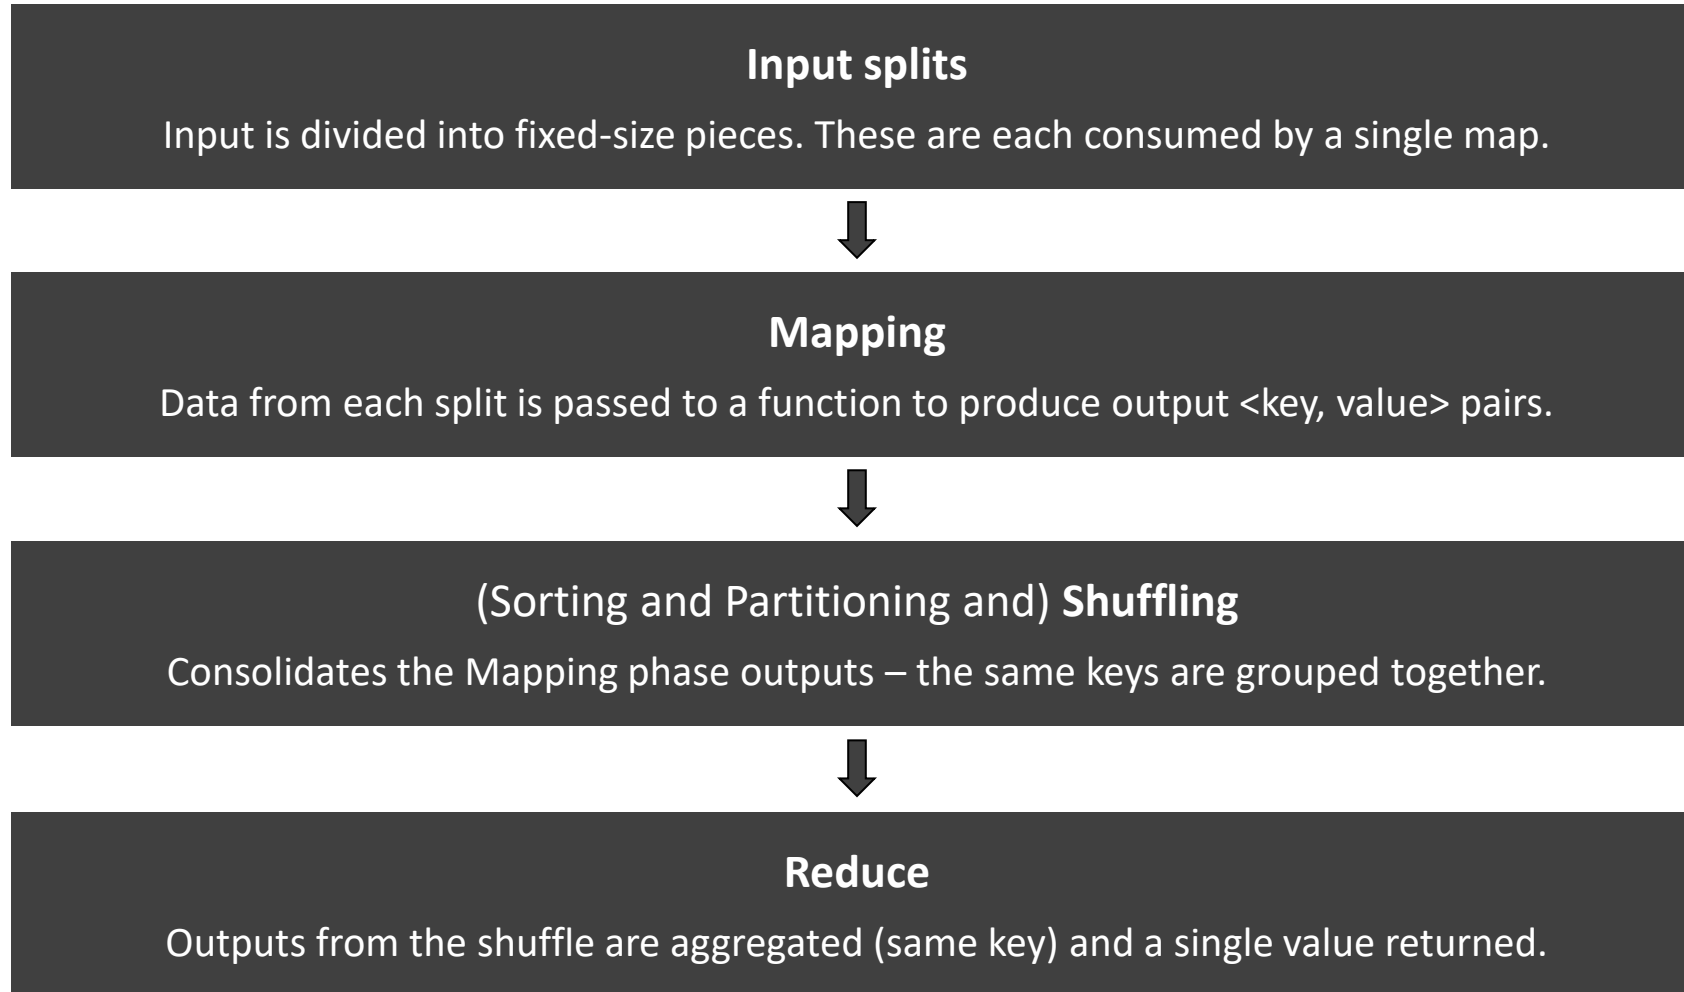 Input splits
Input is divided into fixed-size pieces. These are each consumed by a single map.
Mapping
Data from each split is passed to a function to produce output <key, value> pairs.
(Sorting and Partitioning and) Shuffling
Consolidates the Mapping phase outputs – the same keys are grouped together.
Reduce
Outputs from the shuffle are aggregated (same key) and a single value returned.